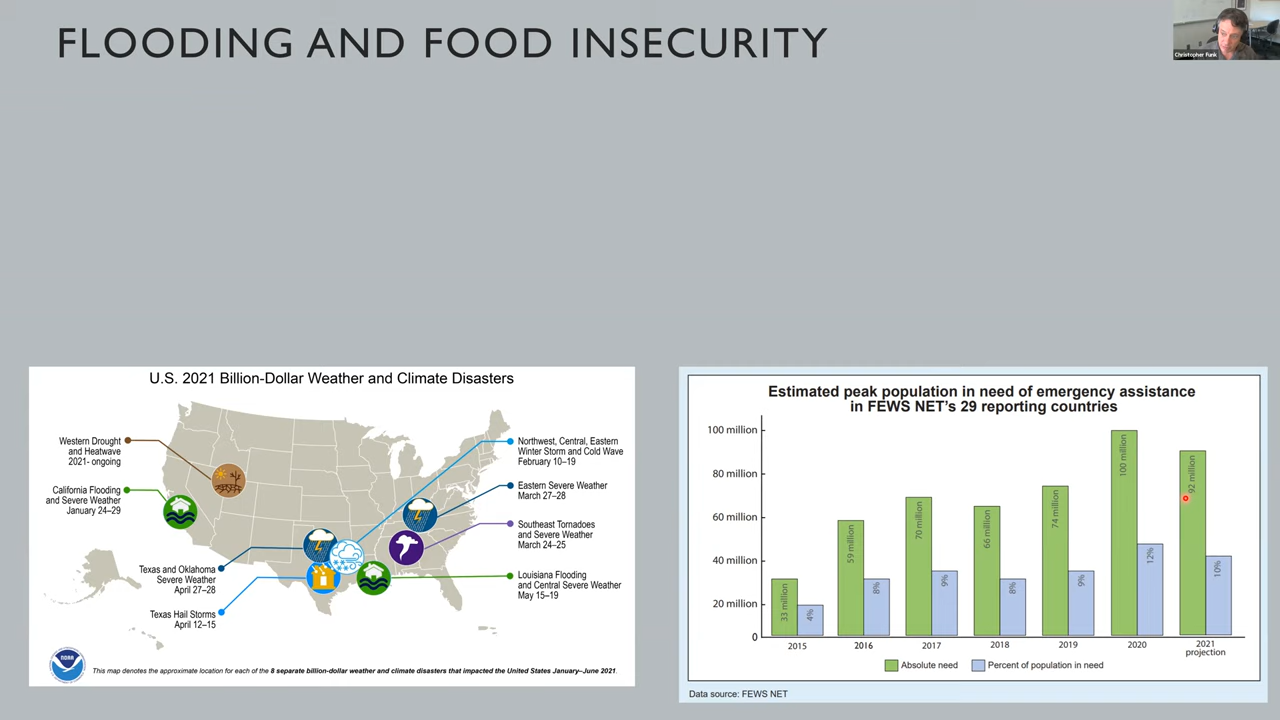 FLOODING AND FOOD INSECURITY
Christopher Funk
U.S. 2021 Billion-Dollar Weather and Climate Disasters
Western Drought
and Heatwave
2021- ongoing
California Flooding
and Severe Weather
January 24–29
Texas and Oklahoma
Severe Weather
April 27–28
Texas Hail Storms
April 12–15
Northwest, Central, Eastern
Winter Storm and Cold Wave
February 10–19
Eastern Severe Weather
March 27–28
Southeast Tornadoes
and Severe Weather
March 24–25
Louisiana Flooding
and Central Severe Weather
May 15–19
NOAA
This map denotes the approximate location for each of the 8 separate billion-dollar weather and climate disasters that impacted the United States January–June 2021.
Estimated peak population in need of emergency assistance
in FEWS NET's 29 reporting countries
100 million
80 million
60 million
40 million
20 million
0
33 million
4%
59 million
8%
70 million
9%
66 million
8%
74 million
9%
100 million
12%
92 million
10%
2015
2016
2017
2018
2019
2020
2021
projection
Absolute need
Percent of population in need
Data source: FEWS NET